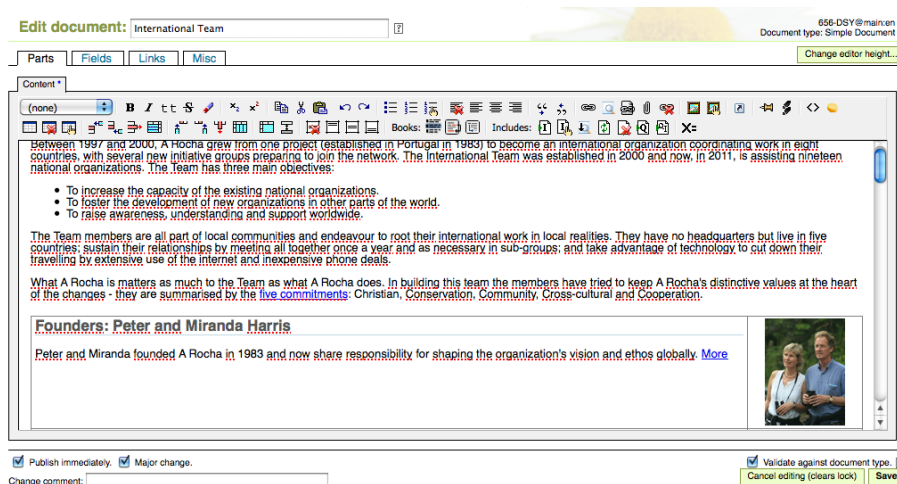 Edit document: International Team
?
656-DSY@main:en
Document type: Simple Document
Parts Fields Links Misc
Change editor height...
Content *
(none)
B I tt S
Books: Includes:
Between 1997 and 2000, A Rocha grew from one project (established in Portugal in 1983) to become an international organization coordinating work in eight
countries, with several new initiative groups preparing to join the network. The International Team was established in 2000 and now, in 2011, is assisting nineteen
national organizations. The Team has three main objectives:
• To increase the capacity of the existing national organizations.
• To foster the development of new organizations in other parts of the world.
• To raise awareness, understanding and support worldwide.
The Team members are all part of local communities and endeavour to root their international work in local realities. They have no headquarters but live in five
countries; sustain their relationships by meeting all together once a year and as necessary in sub-groups; and take advantage of technology to cut down their
travelling by extensive use of the internet and inexpensive phone deals.
What A Rocha is matters as much to the Team as what A Rocha does. In building this team the members have tried to keep A Rocha's distinctive values at the heart
of the changes - they are summarised by the five commitments: Christian, Conservation, Community, Cross-cultural and Cooperation.
Founders: Peter and Miranda Harris
Peter and Miranda founded A Rocha in 1983 and now share responsibility for shaping the organization's vision and ethos globally. More
Publish immediately. Major change.
Validate against document type.
Change comment:
Cancel editing (clears lock) Save